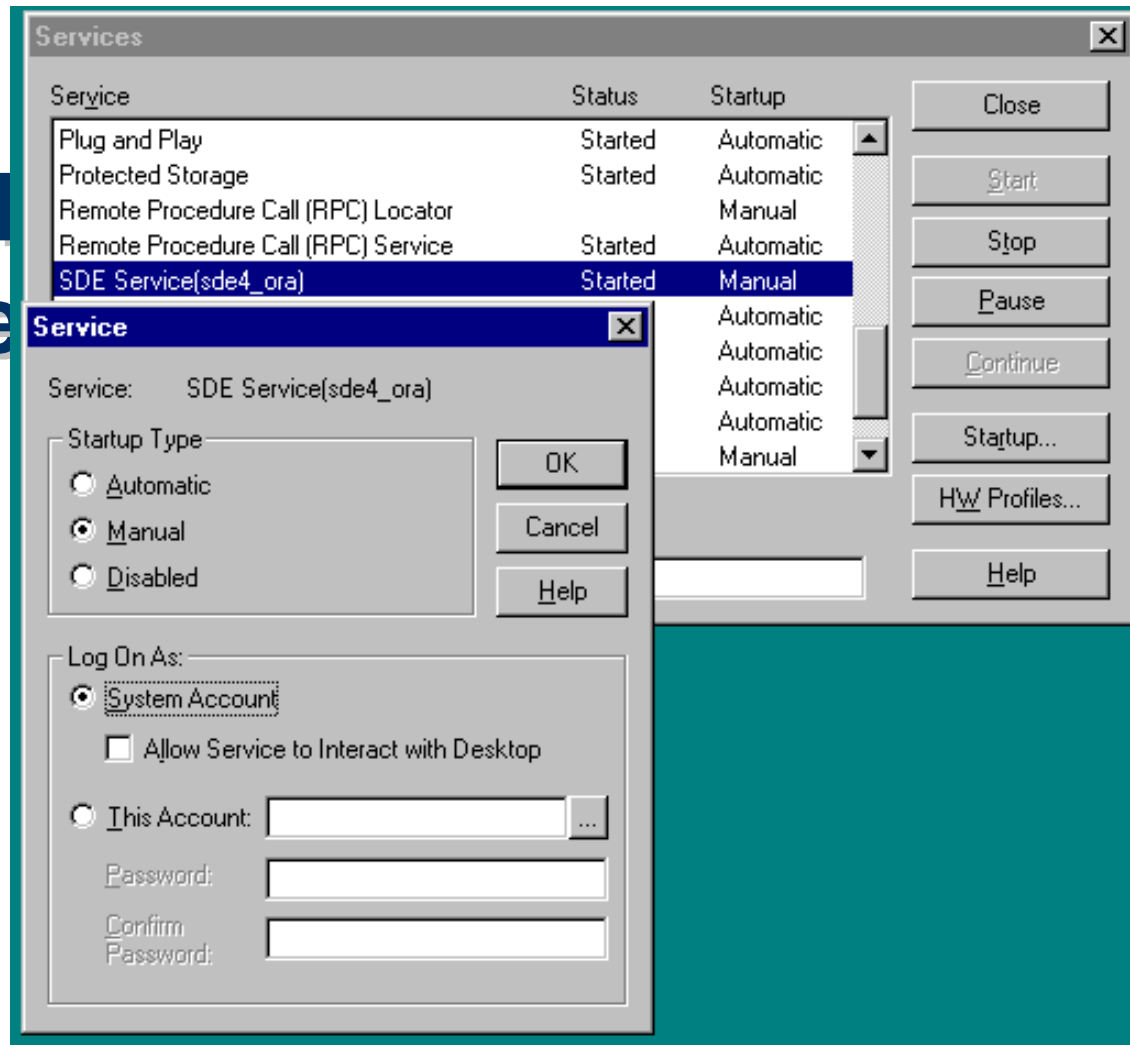 Services
Service Status Startup
Plug and Play Started Automatic
Protected Storage Started Automatic
Remote Procedure Call (RPC) Locator Manual
Remote Procedure Call (RPC) Service Started Automatic
SDE Service(sde4_ora) Started Manual
Automatic
Automatic
Automatic
Automatic
Manual
Close
Start
Stop
Pause
Continue
Startup...
HW Profiles...
Help
e
Service
Service: SDE Service(sde4_ora)
Startup Type
Automatic
Manual
Disabled
OK
Cancel
Help
Log On As:
System Account
Allow Service to Interact with Desktop
This Account: ...
Password:
Confirm
Password: